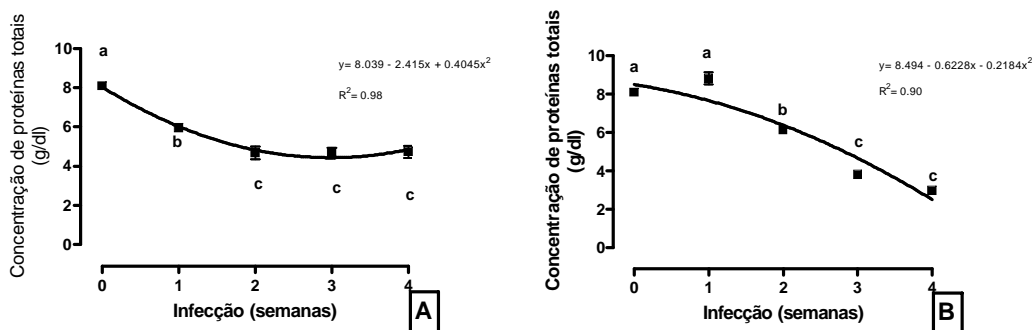 Concentração de proteínas totais
(g/dl)
10
8
6
4
2
0
a
b
c
c
c
y= 8.039 - 2.415x + 0.4045x²
R²= 0.98
0 1 2 3 4
Infecção (semanas)
A
Concentração de proteínas totais
(g/dl)
10
8
6
4
2
0
a
a
b
c
c
y= 8.494 - 0.6228x - 0.2184x²
R²= 0.90
0 1 2 3 4
Infecção (semanas)
B